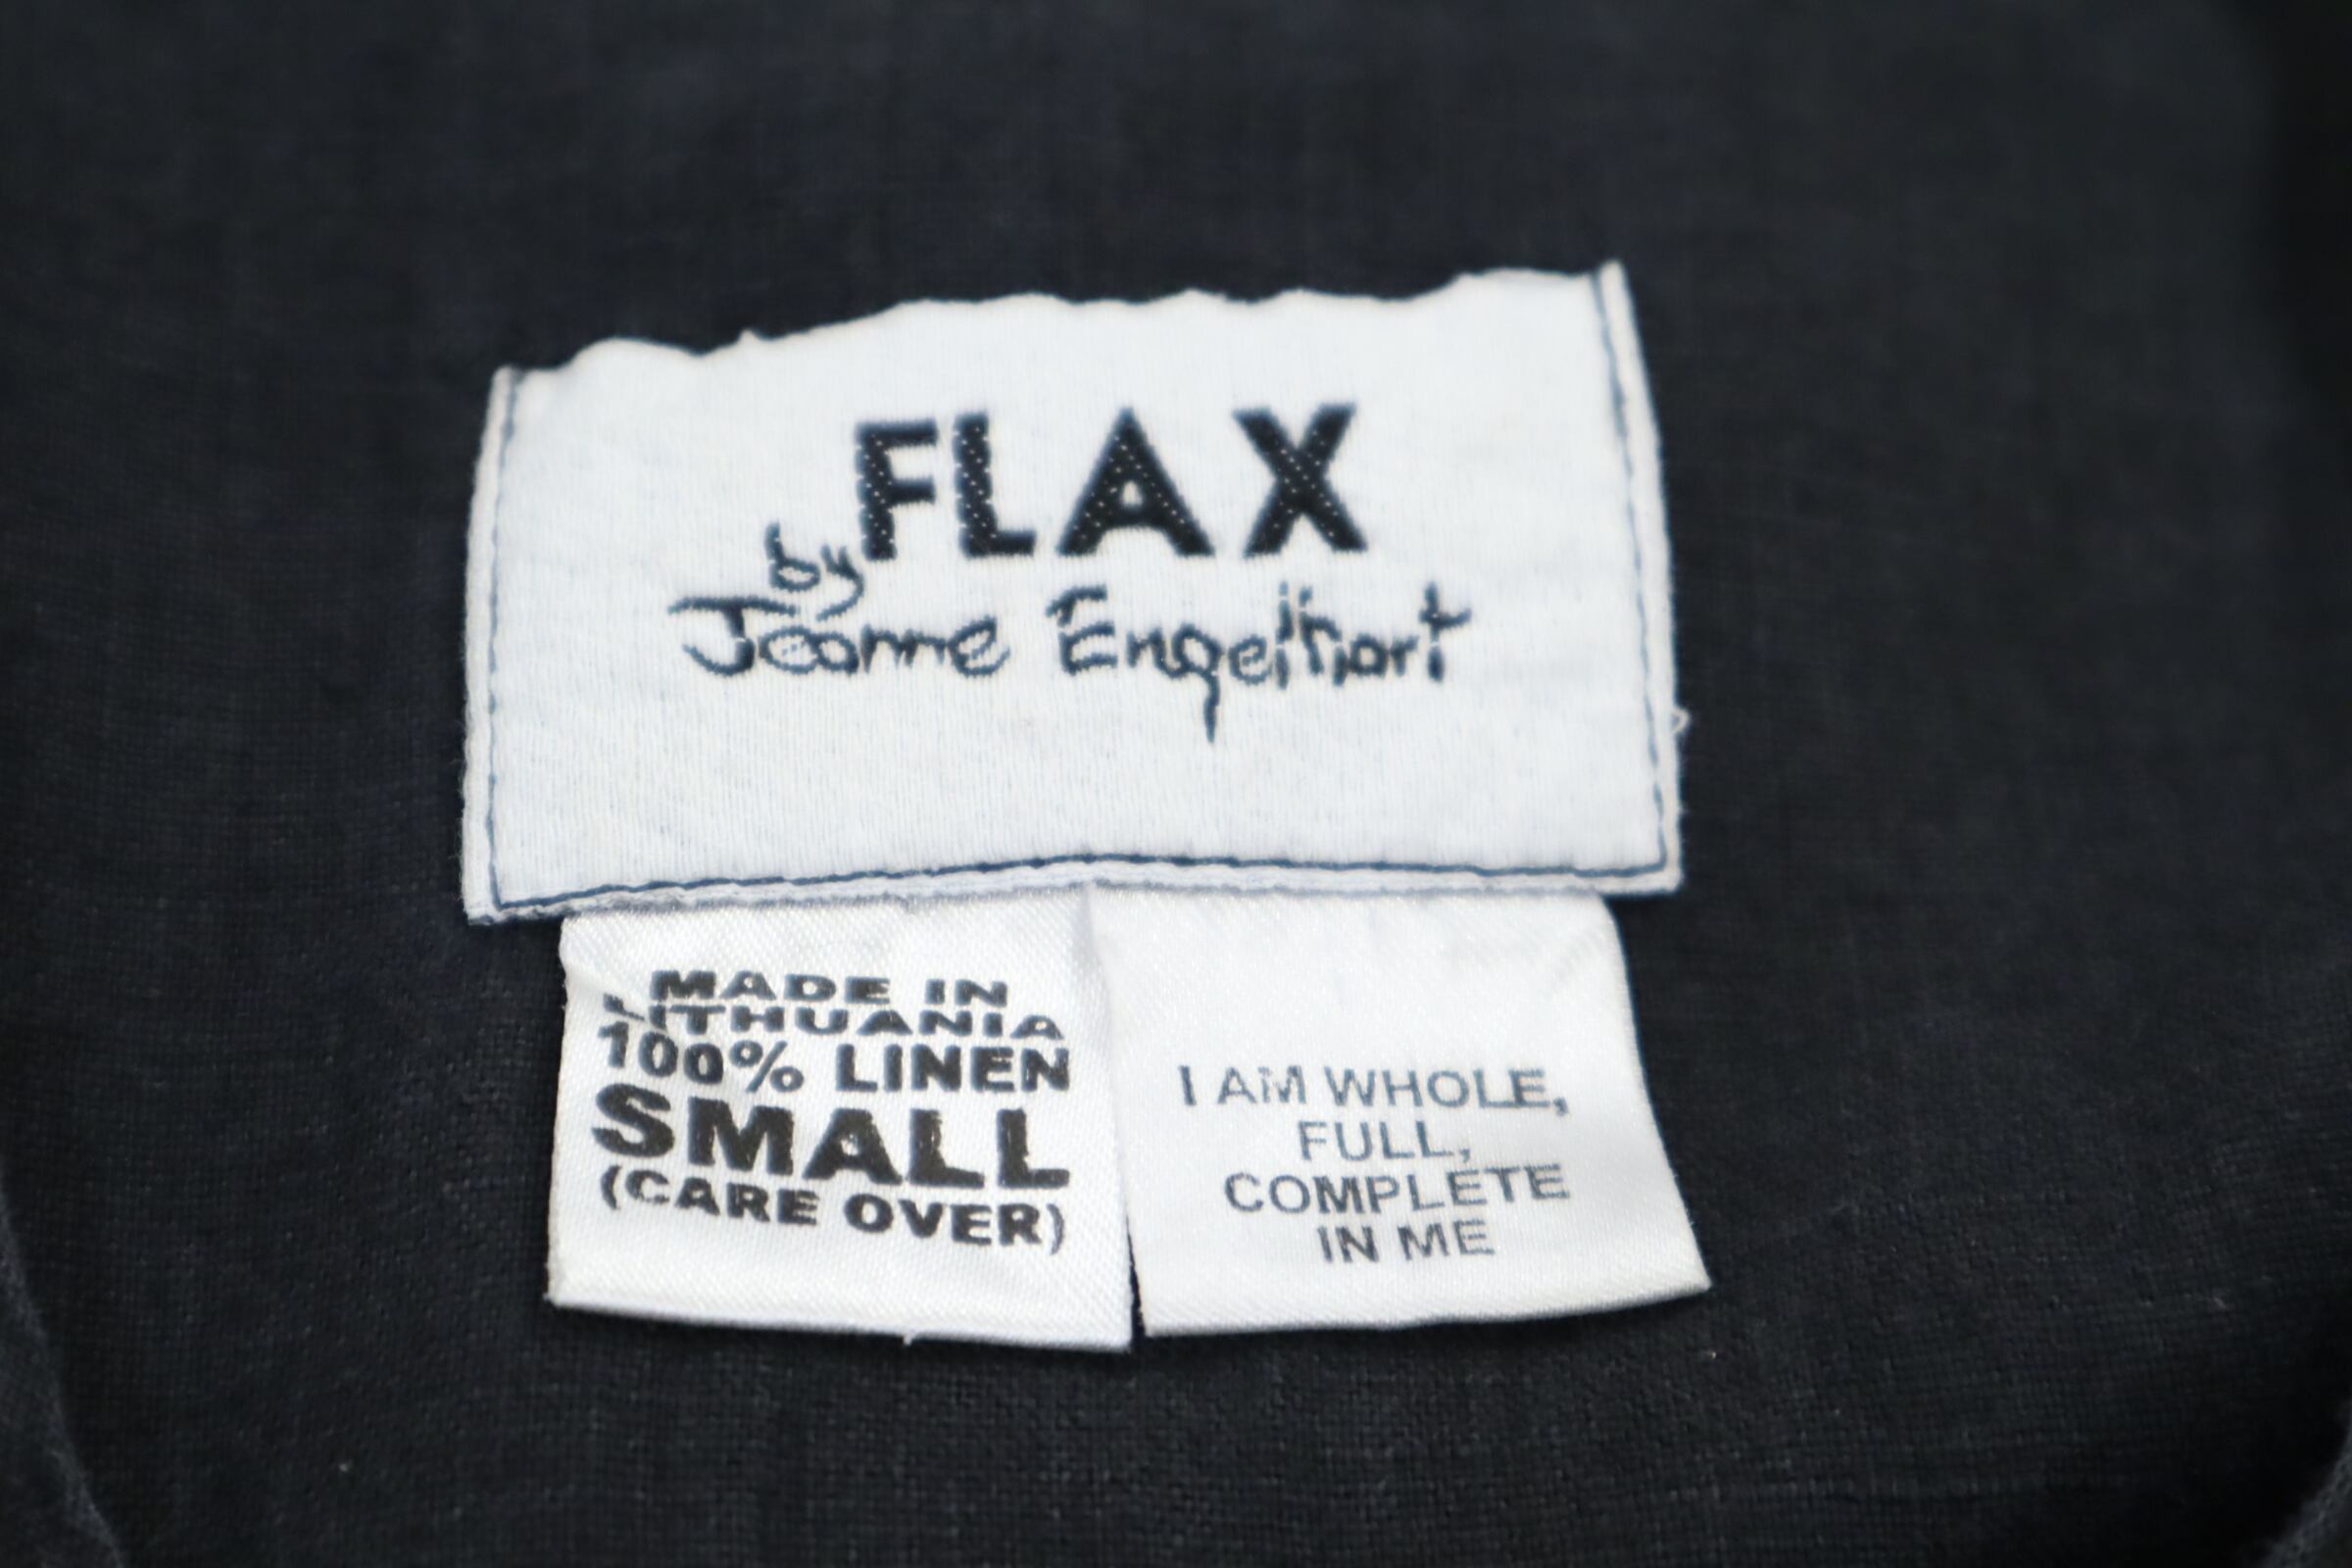 FLAX
by
Jeanne Engelhart
MADE IN
LITHUANIA
100% LINEN
SMALL
(CARE OVER)
I AM WHOLE,
FULL,
COMPLETE
IN ME